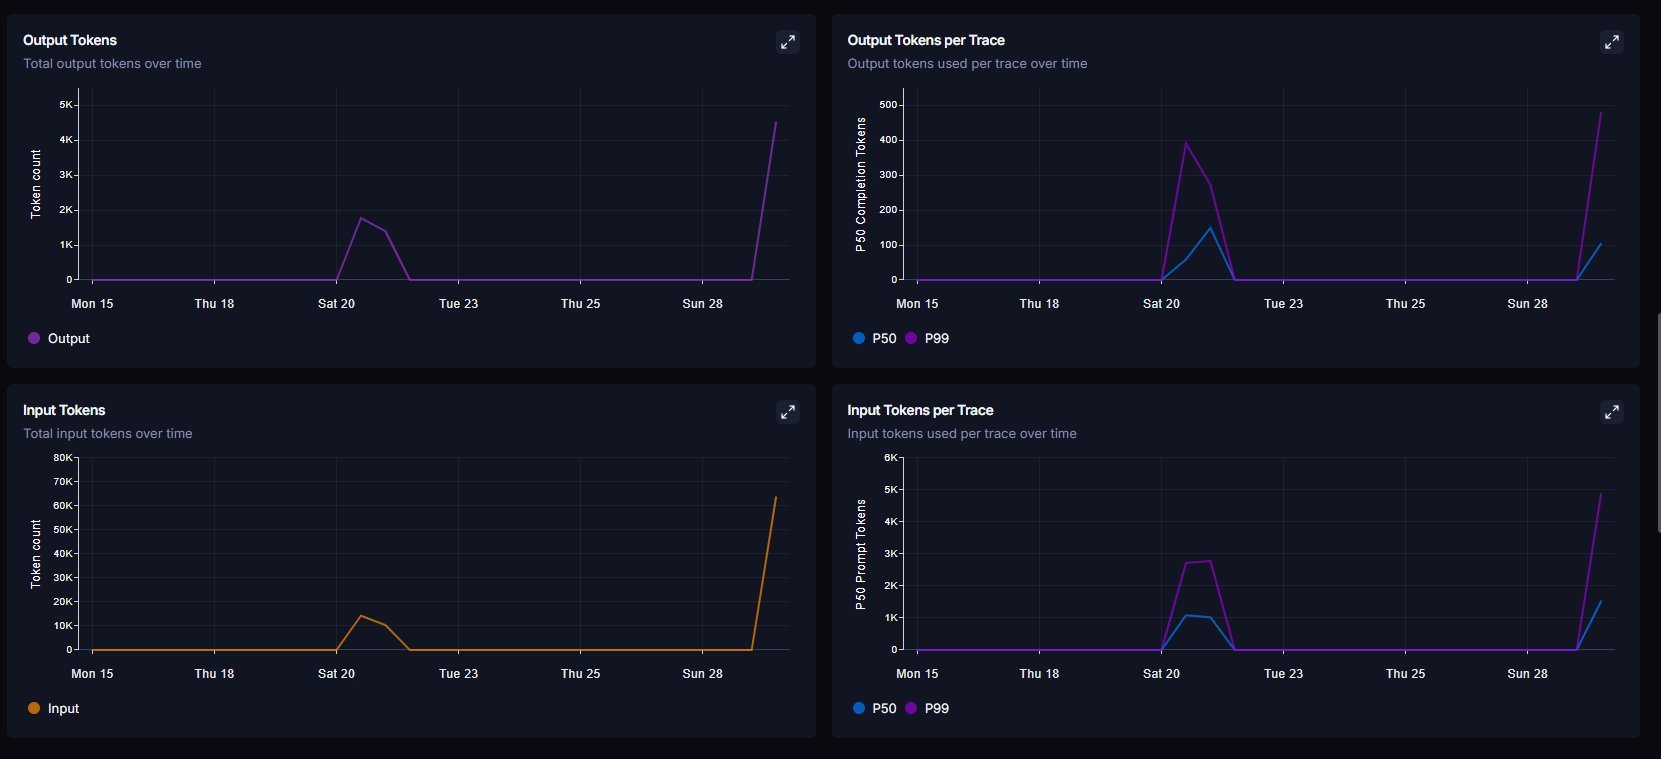 Output Tokens
Total output tokens over time
Token count
5K
4K
3K
2K
1K
0
Mon 15 Thu 18 Sat 20 Tue 23 Thu 25 Sun 28
Output
Output Tokens per Trace
Output tokens used per trace over time
P50 Completion Tokens
500
400
300
200
100
0
Mon 15 Thu 18 Sat 20 Tue 23 Thu 25 Sun 28
P50 P99
Input Tokens
Total input tokens over time
Token count
80K
70K
60K
50K
40K
30K
20K
10K
0
Mon 15 Thu 18 Sat 20 Tue 23 Thu 25 Sun 28
Input
Input Tokens per Trace
Input tokens used per trace over time
P50 Prompt Tokens
6K
5K
4K
3K
2K
1K
0
Mon 15 Thu 18 Sat 20 Tue 23 Thu 25 Sun 28
P50 P99